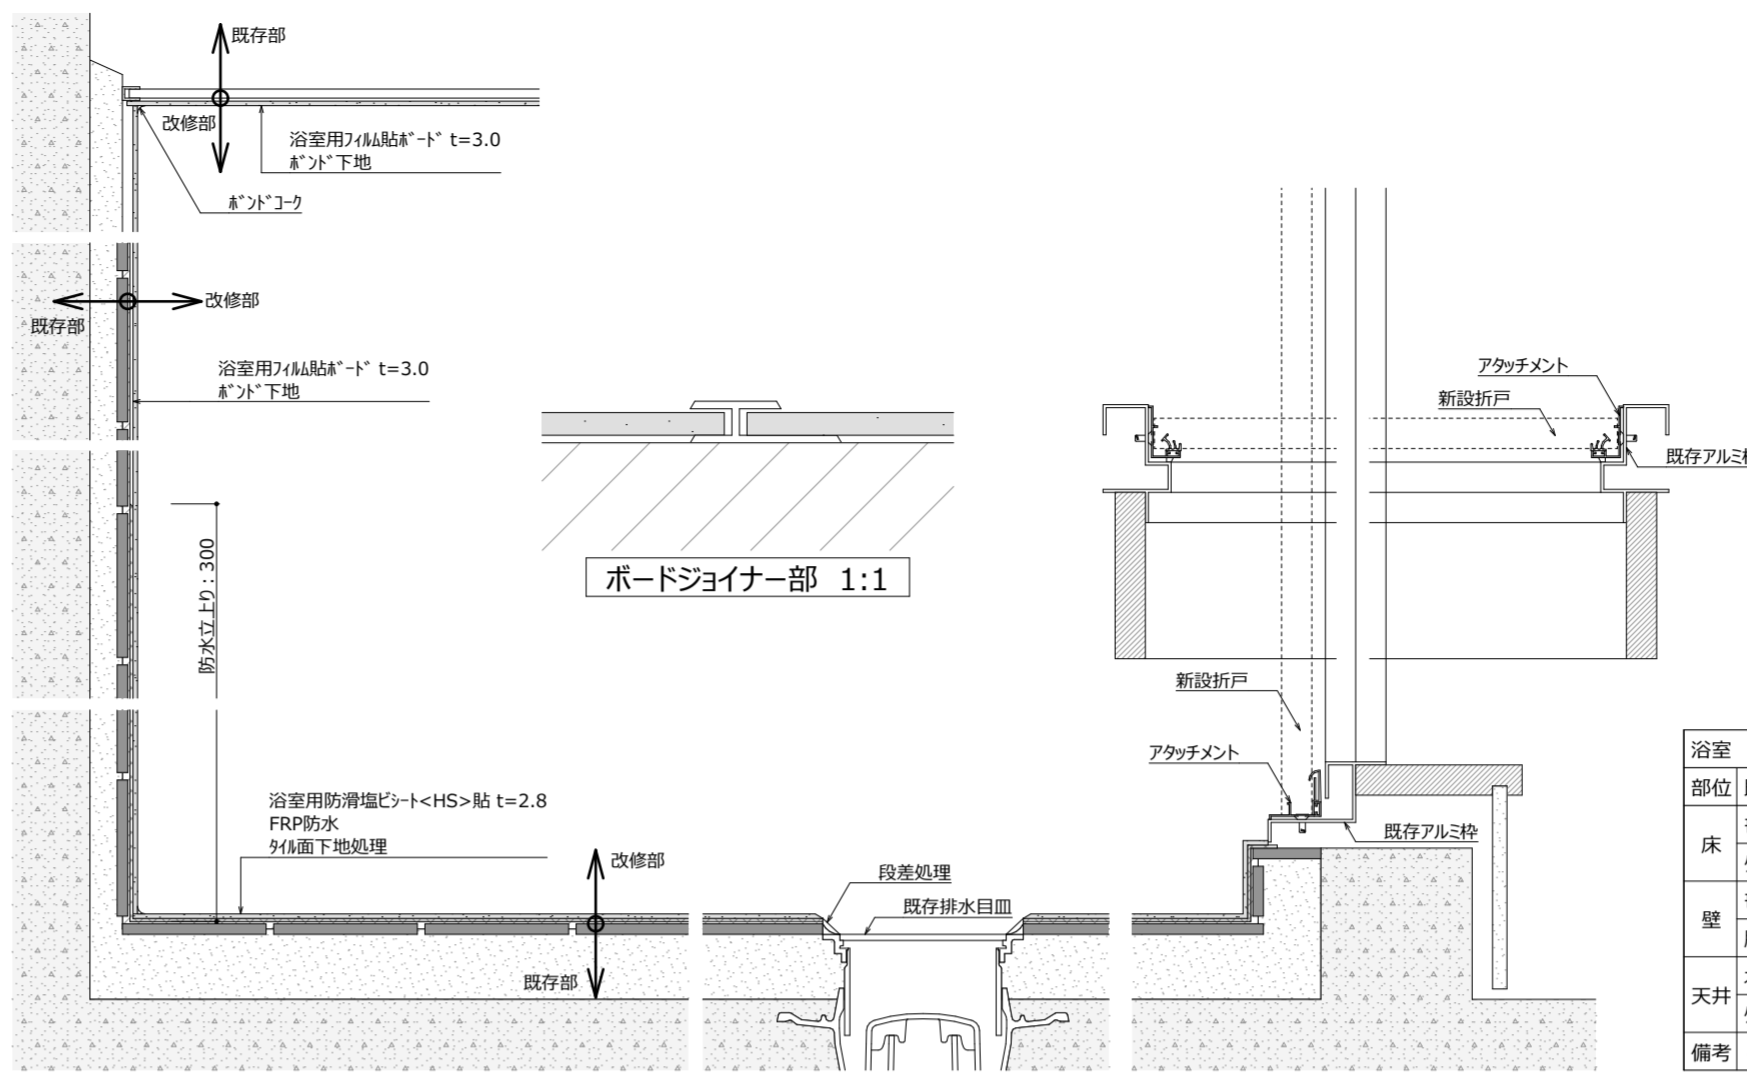 既存部
改修部
浴室用フィルム貼ボード t=3.0
ボンド下地
ボンドコーク
改修部
既存部
浴室用フィルム貼ボード t=3.0
ボンド下地
防水立上り：300
ボードジョイナー部 1:1
アタッチメント
新設折戸
既存アルミ
新設折戸
アタッチメント
既存アルミ枠
浴室用防滑塩ビシート<HS>貼 t=2.8
FRP防水
タイル面下地処理
改修部
既存部
段差処理
既存排水目皿
浴室
部位
床
壁
天井
備考